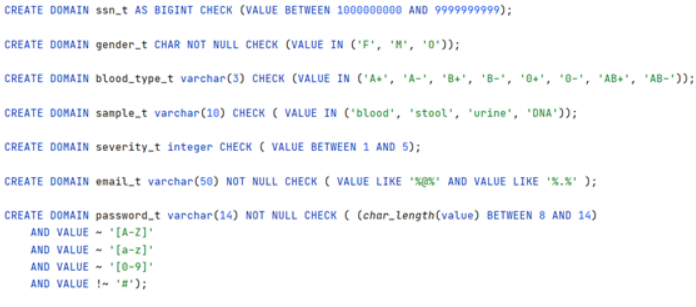 CREATE DOMAIN ssn_t AS BIGINT CHECK (VALUE BETWEEN 1000000000 AND 9999999999);
CREATE DOMAIN gender_t CHAR NOT NULL CHECK (VALUE IN ('F', 'M', 'O'));
CREATE DOMAIN blood_type_t varchar(3) CHECK (VALUE IN ('A+', 'A-', 'B+', 'B-', '0+', '0-', 'AB+', 'AB-'));
CREATE DOMAIN sample_t varchar(10) CHECK ( VALUE IN ('blood', 'stool', 'urine', 'DNA'));
CREATE DOMAIN severity_t integer CHECK ( VALUE BETWEEN 1 AND 5);
CREATE DOMAIN email_t varchar(50) NOT NULL CHECK ( VALUE LIKE '%@%' AND VALUE LIKE '%.%' );
CREATE DOMAIN password_t varchar(14) NOT NULL CHECK ( (char_length(value) BETWEEN 8 AND 14)
AND VALUE ~ '[A-Z]'
AND VALUE ~ '[a-z]'
AND VALUE ~ '[0-9]'
AND VALUE !~ '#');